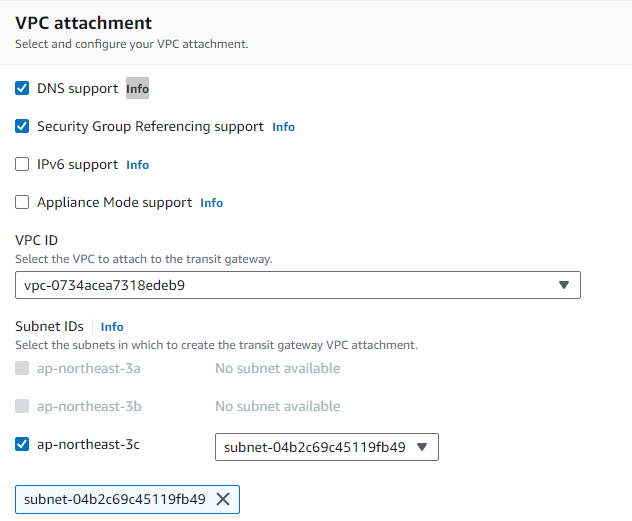 VPC attachment
Select and configure your VPC attachment.
DNS support Info
Security Group Referencing support Info
IPv6 support Info
Appliance Mode support Info
VPC ID
Select the VPC to attach to the transit gateway.
vpc-0734acea7318edeb9
Subnet IDs Info
Select the subnets in which to create the transit gateway VPC attachment.
ap-northeast-3a No subnet available
ap-northeast-3b No subnet available
ap-northeast-3c subnet-04b2c69c45119fb49
subnet-04b2c69c45119fb49